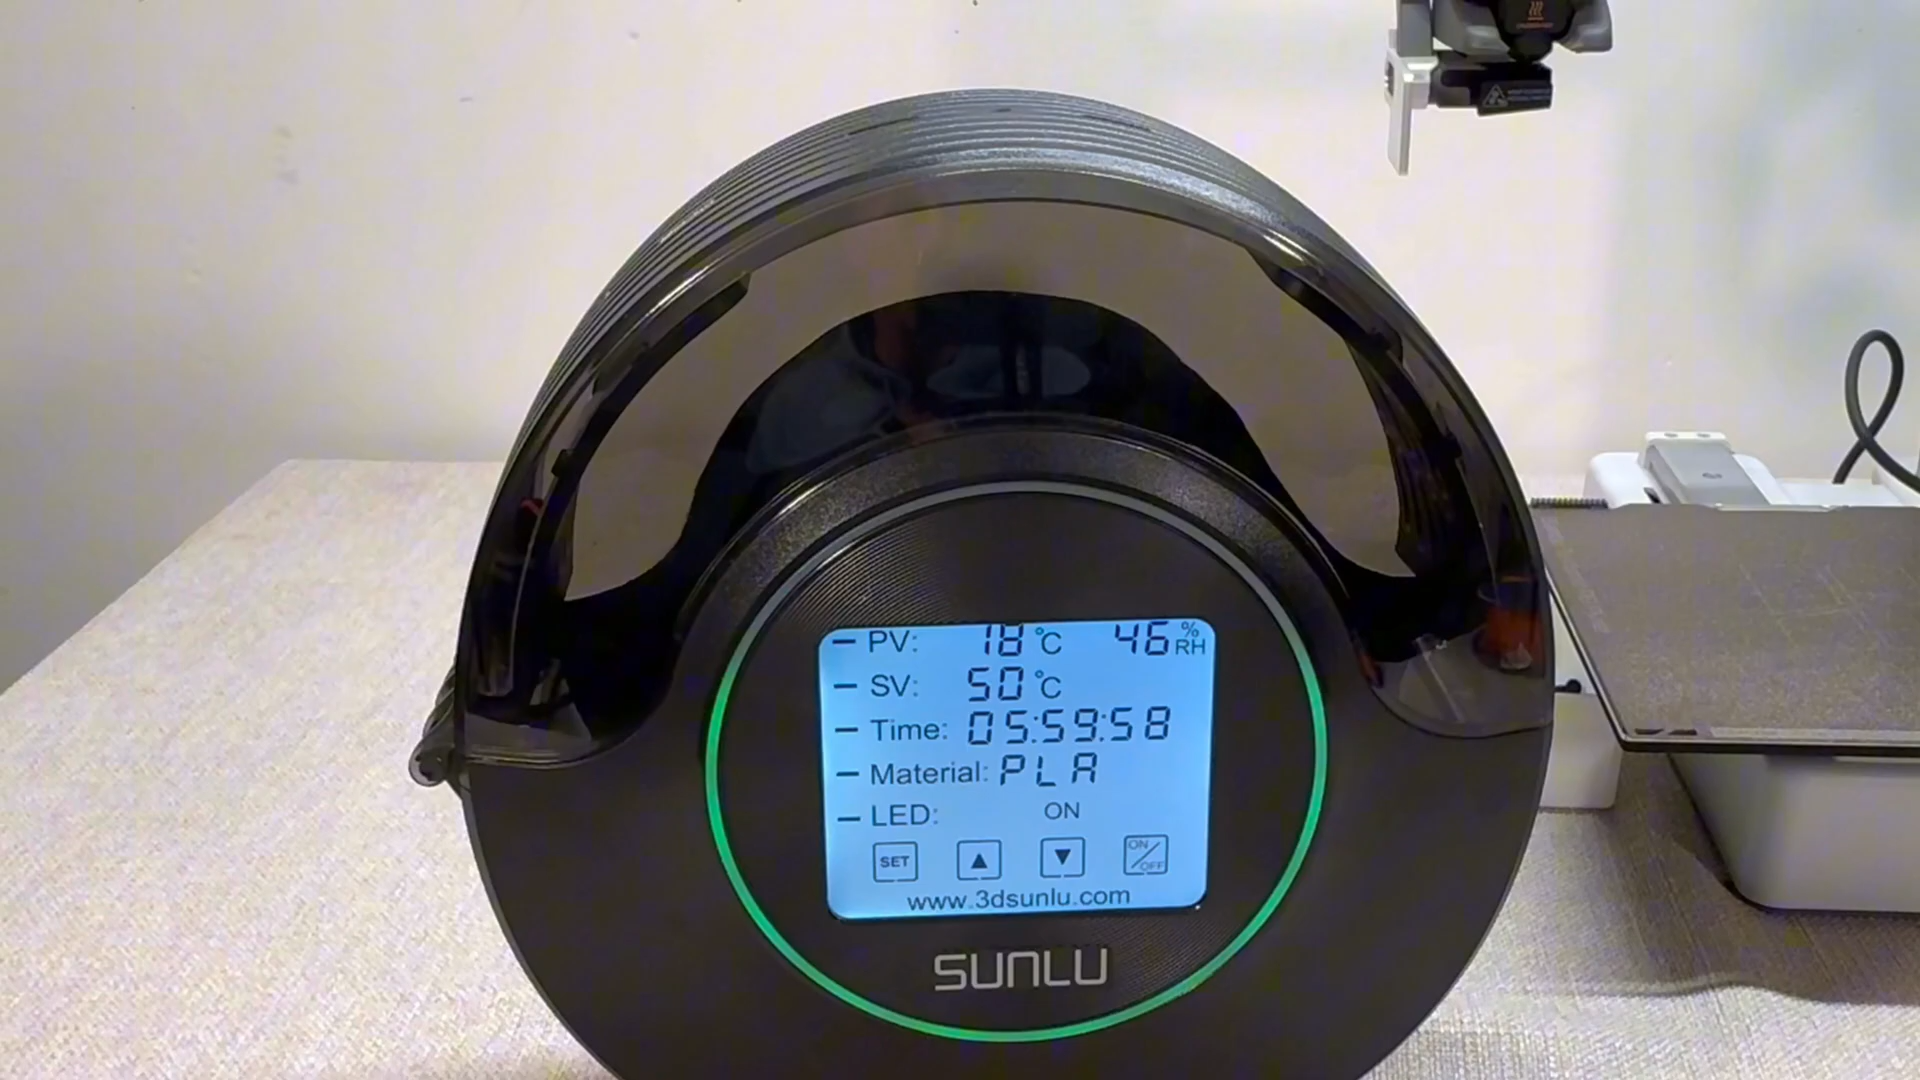 PV: 18 °C 46 % RH
SV: 50 °C
Time: 05:59:58
Material: PLA
LED: ON
SET ▲ ▼ ON/OFF
www.3dsunlu.com
SUNLU